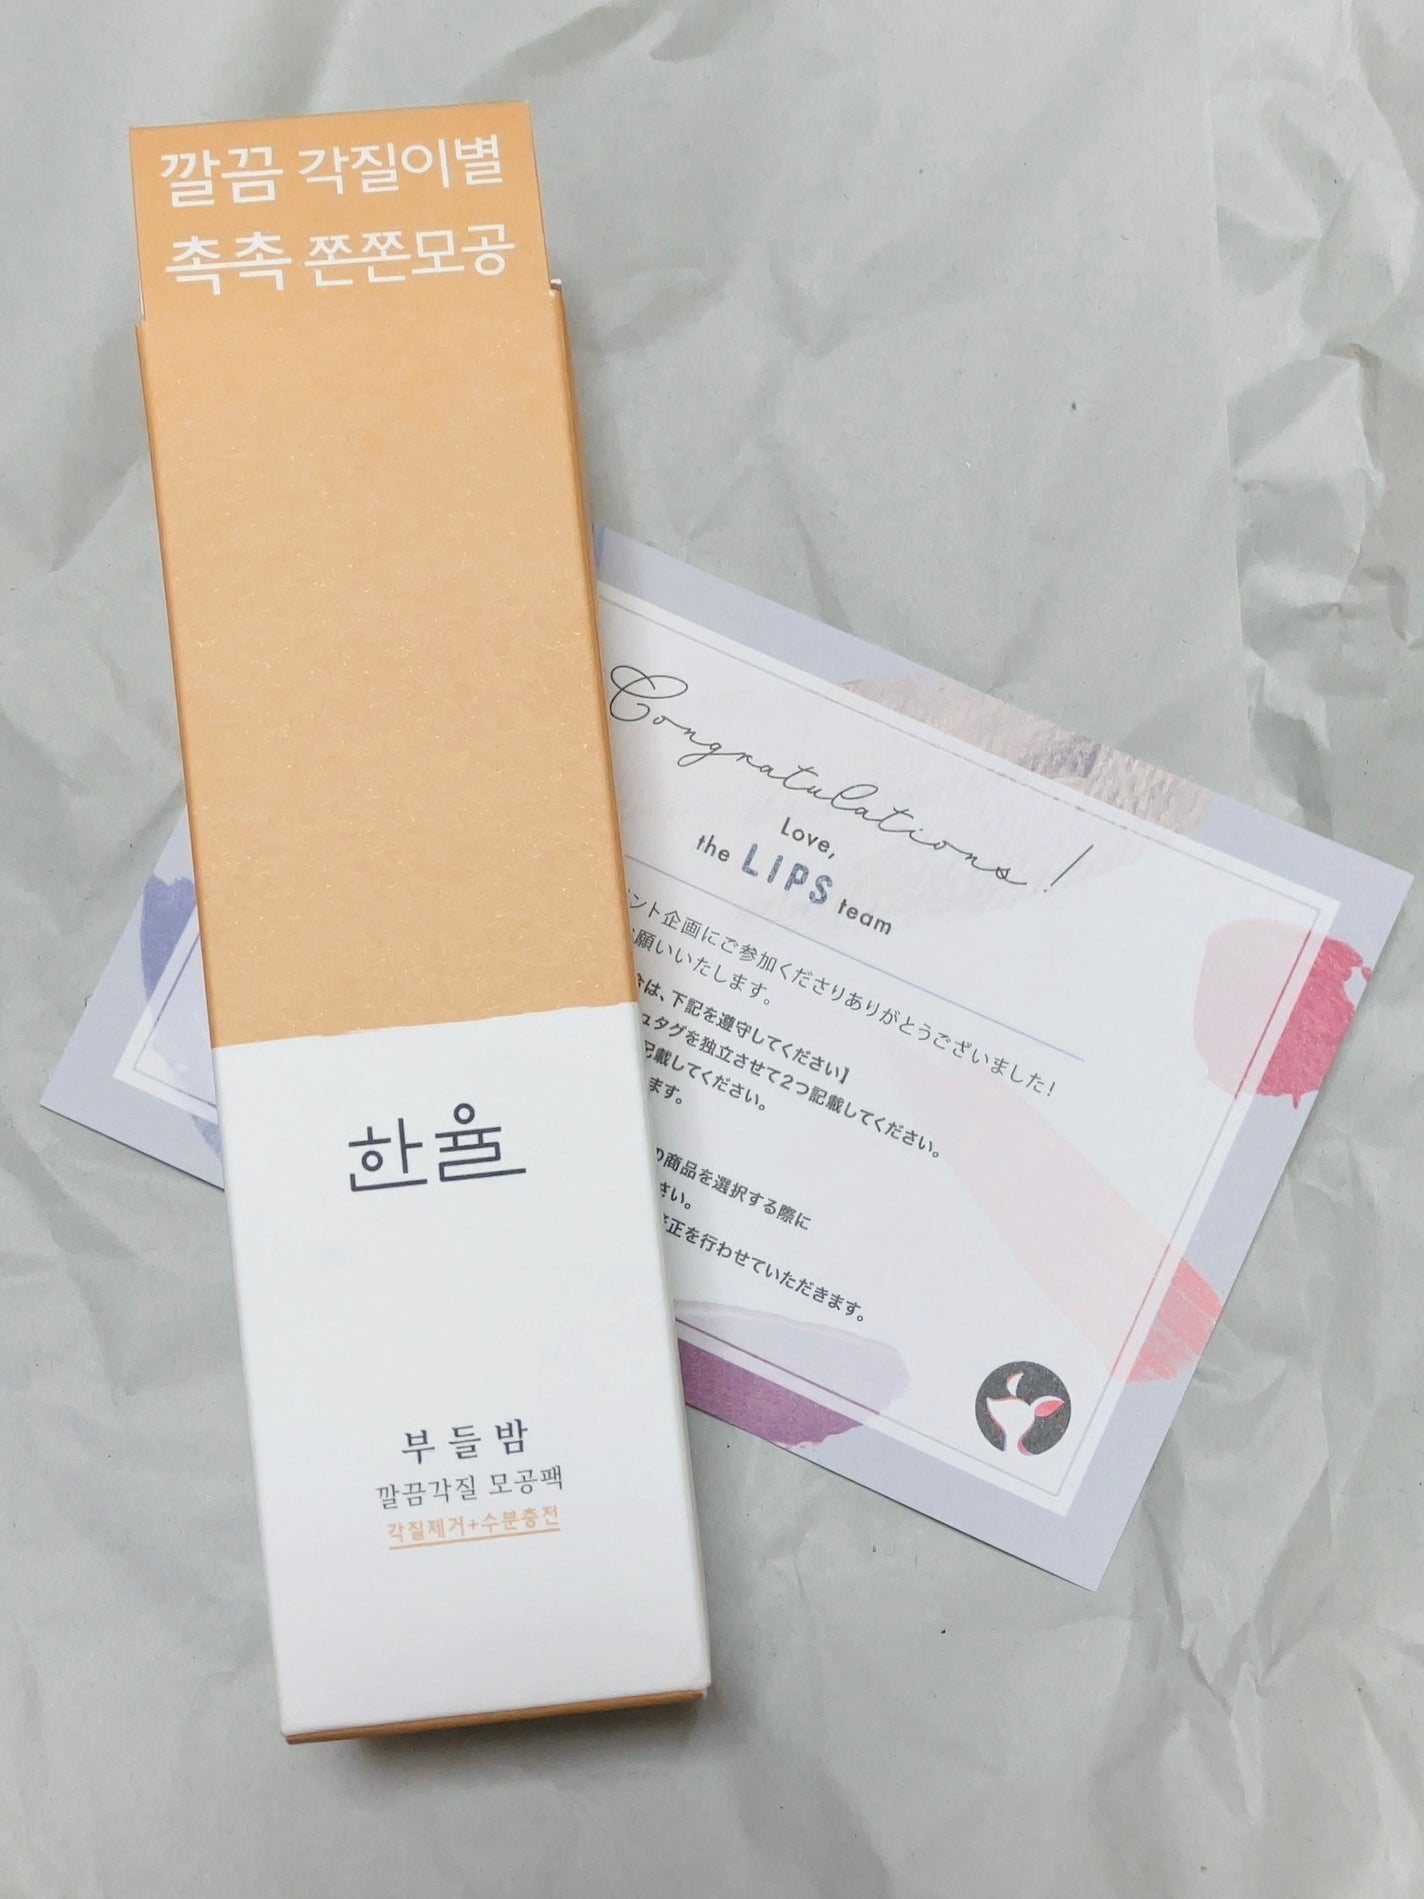 깔끔 각질이별
촉촉 쫀쫀모공
한율
부들밤
깔끔각질 모공팩
각질제거+수분충전
Congratulations!
Love,
the LIPS team
ント企画にご参加くださりありがとうございました!
願いいたします。
は、下記を遵守してください】
ュタグを独立させて2つ記載してください。
記載してください。
ます。
の商品を選択する際に
さい。
正を行わせていただきます。